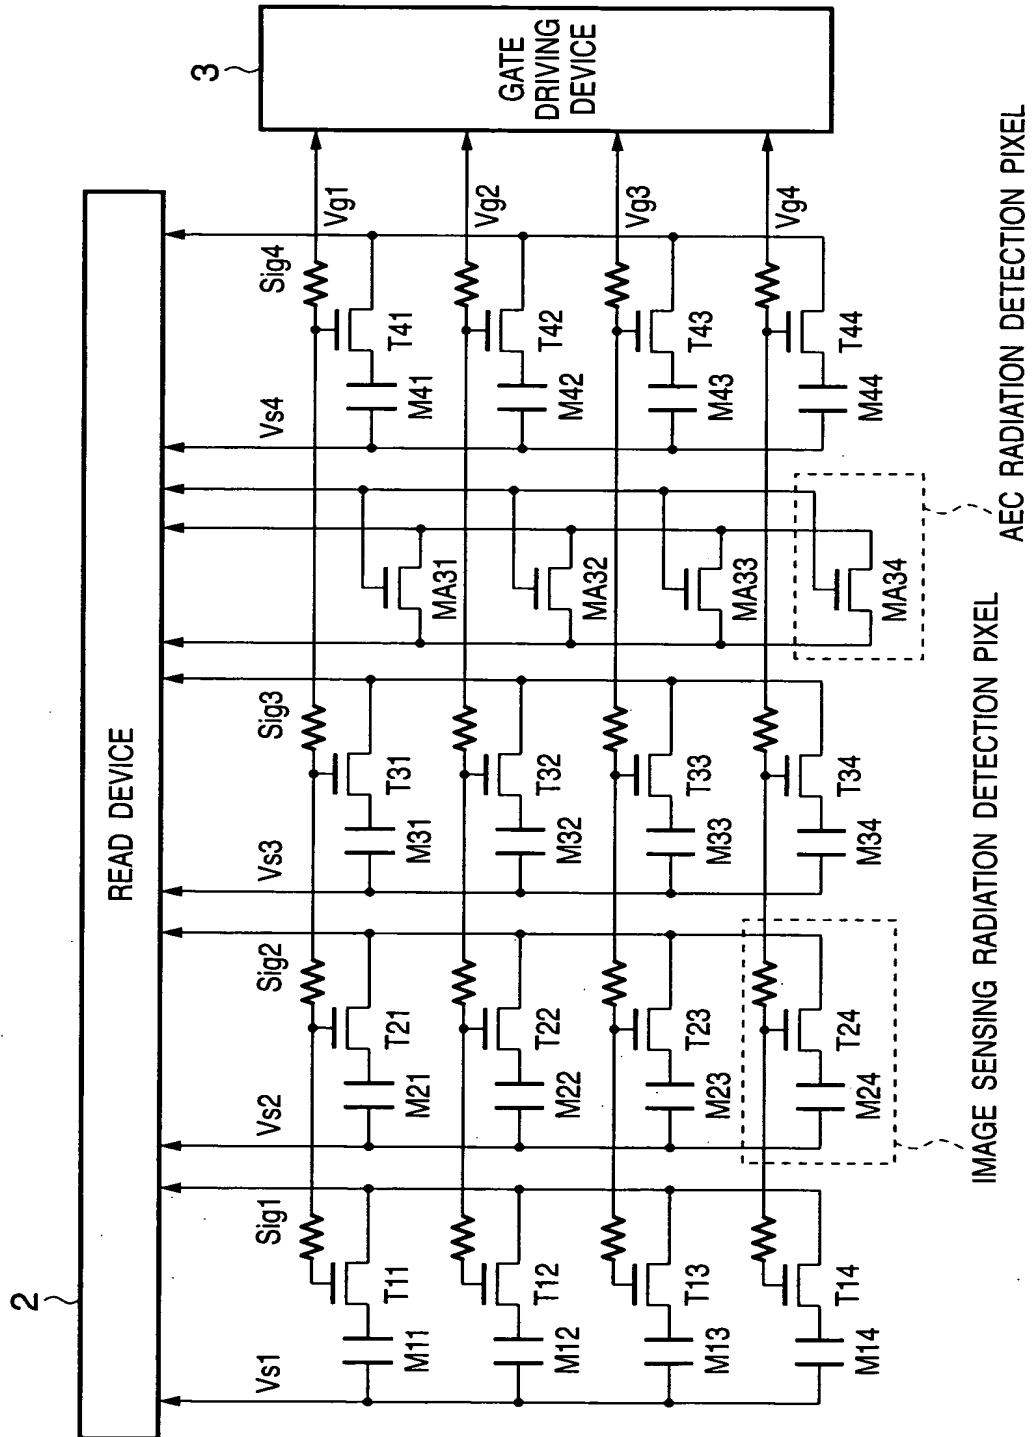 2
READ DEVICE
3
GATE
DRIVING
DEVICE
Vs1
Sig1
Vs2
Sig2
Vs3
Sig3
Vs4
Sig4
Vg1
M11
T11
M21
T21
M31
T31
MA31
M41
T41
Vg2
M12
T12
M22
T22
M32
T32
MA32
M42
T42
Vg3
M13
T13
M23
T23
M33
T33
MA33
M43
T43
Vg4
M14
T14
M24
T24
M34
T34
MA34
M44
T44
IMAGE SENSING RADIATION DETECTION PIXEL
AEC RADIATION DETECTION PIXEL